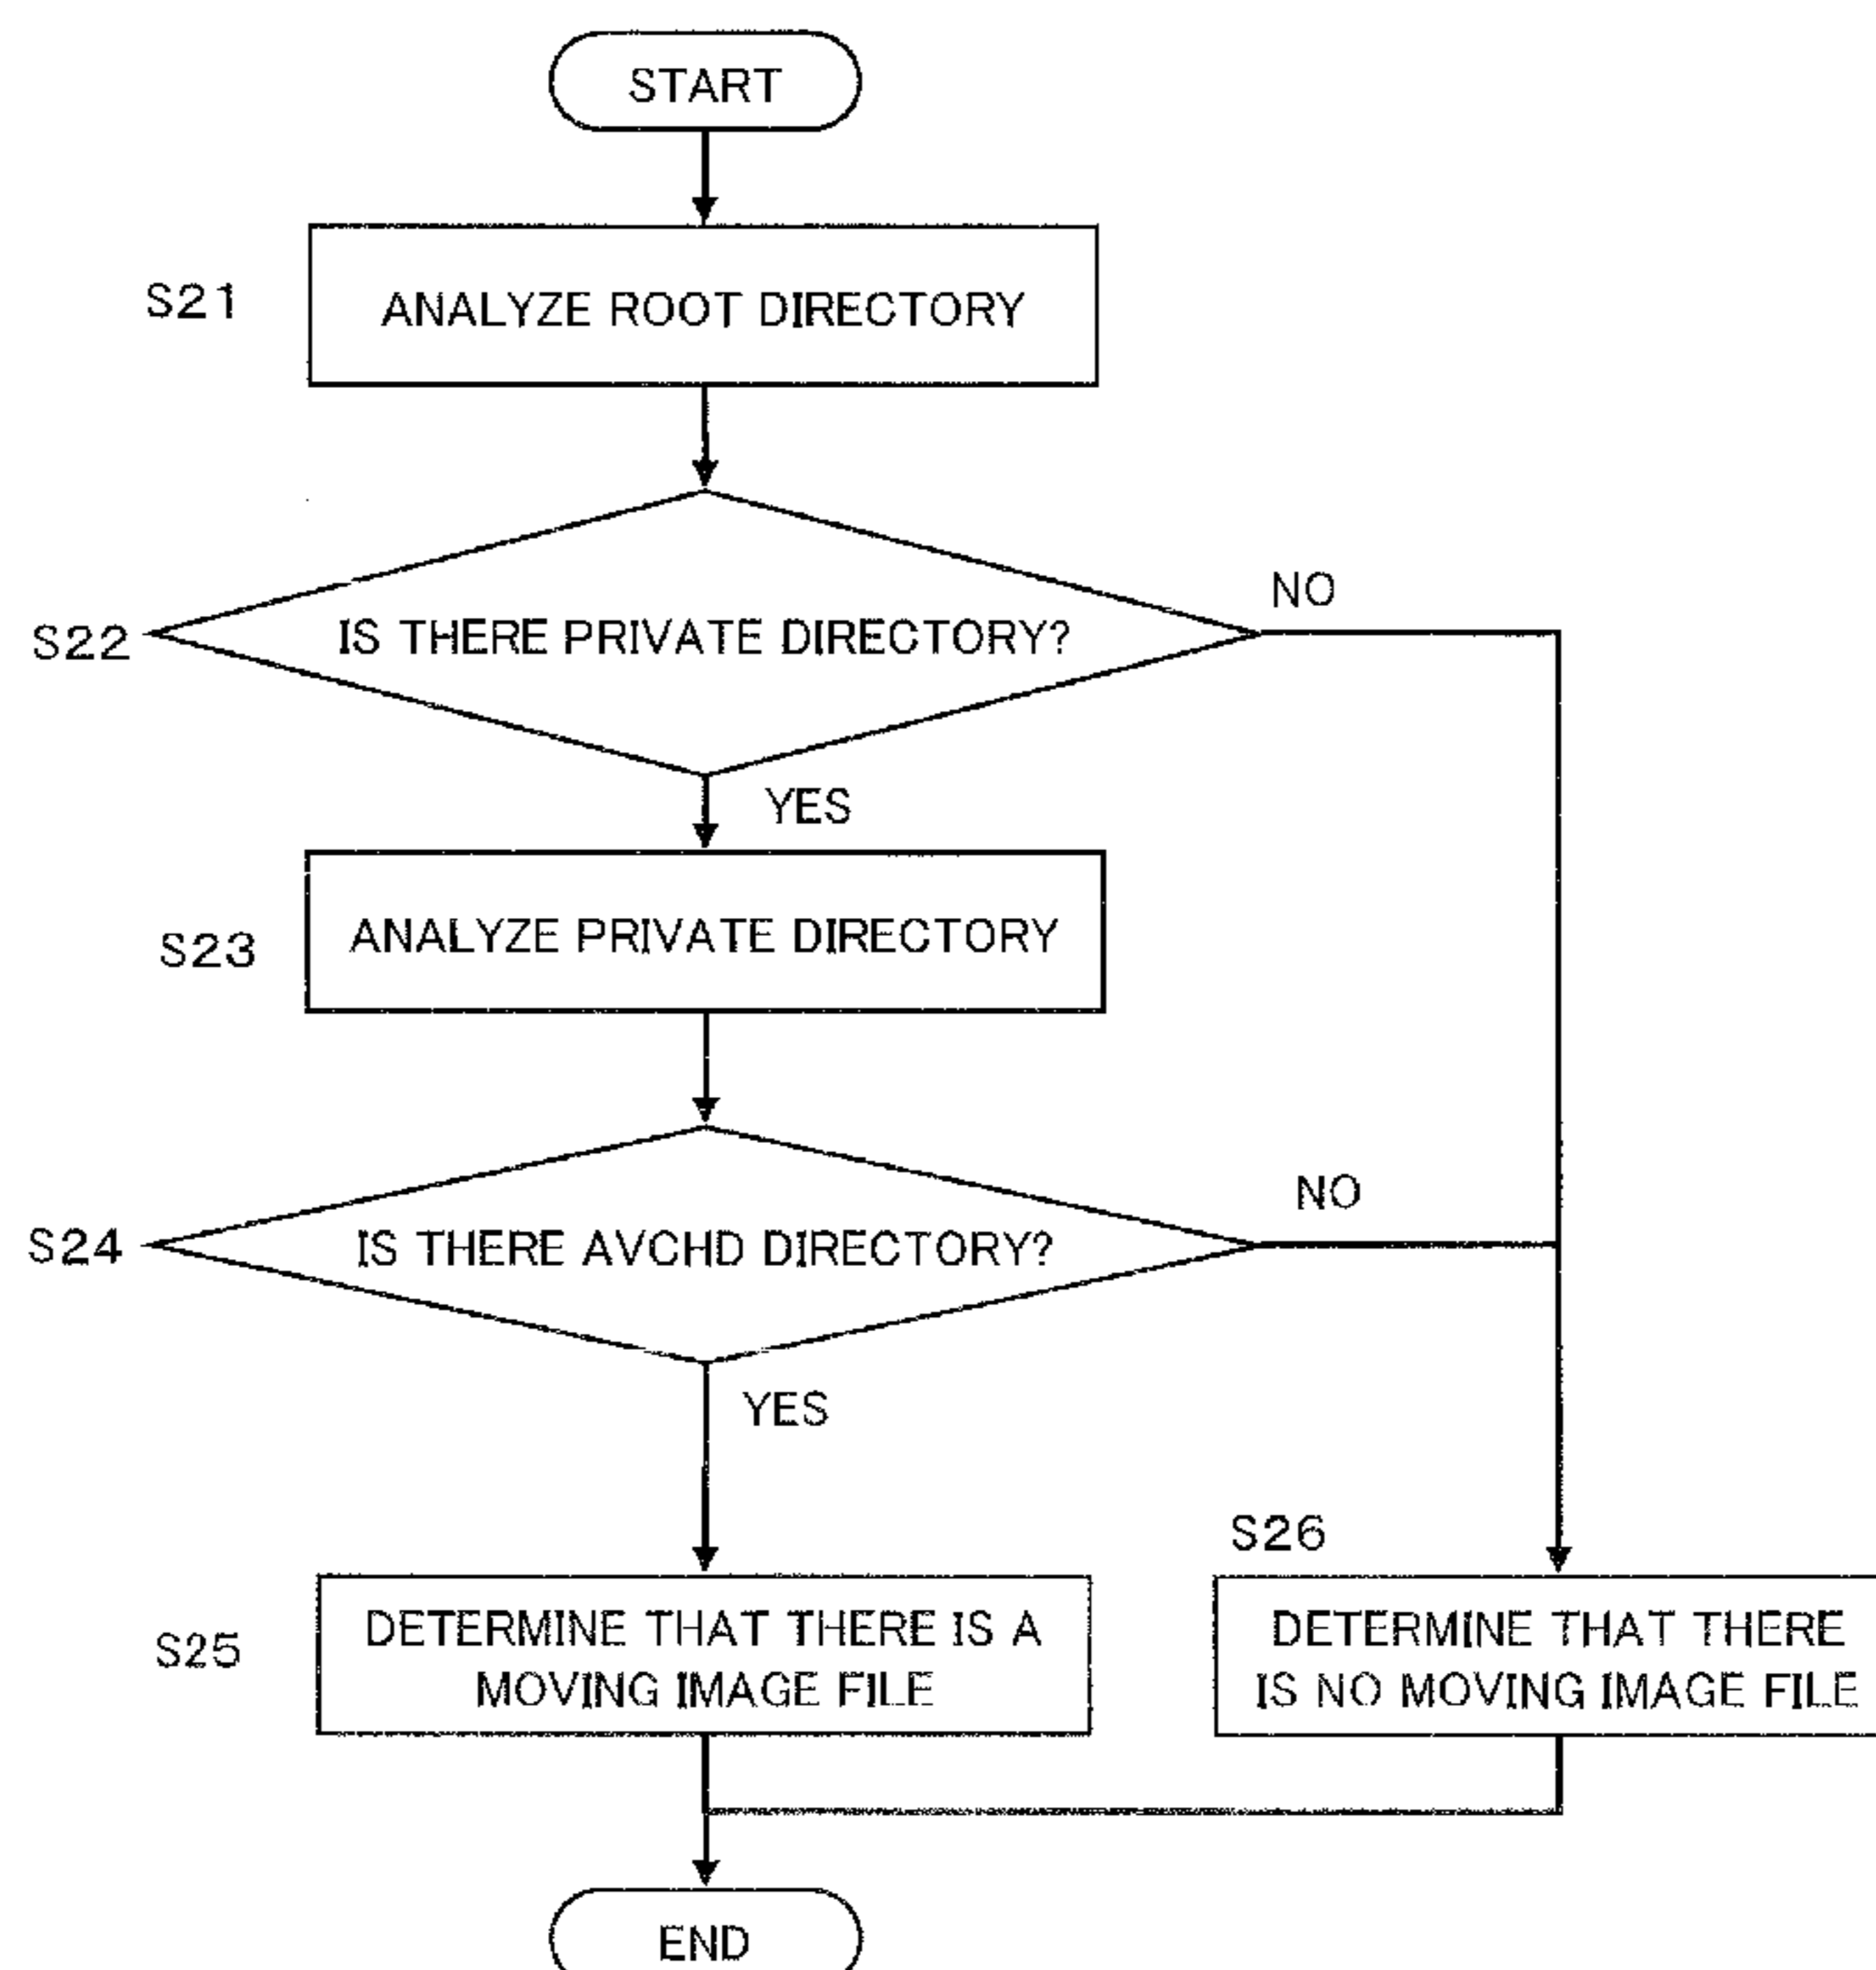 START
S21
ANALYZE ROOT DIRECTORY
S22
IS THERE PRIVATE DIRECTORY?
NO
YES
S23
ANALYZE PRIVATE DIRECTORY
S24
IS THERE AVCHD DIRECTORY?
NO
YES
S25
DETERMINE THAT THERE IS A
MOVING IMAGE FILE
S26
DETERMINE THAT THERE
IS NO MOVING IMAGE FILE
END